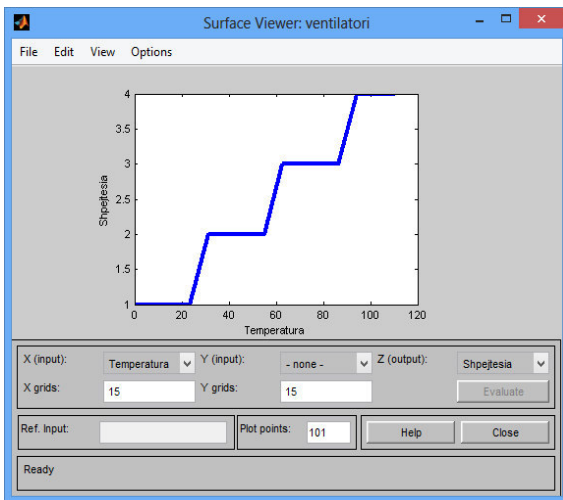 Surface Viewer: ventilatori
File Edit View Options
4
3.5
3
2.5
2
1.5
1
Shpejtesia
0 20 40 60 80 100 120
Temperatura
X (input): Temperatura Y (input): - none - Z (output): Shpejtesia
X grids: 15 Y grids: 15 Evaluate
Ref. Input: Plot points: 101 Help Close
Ready